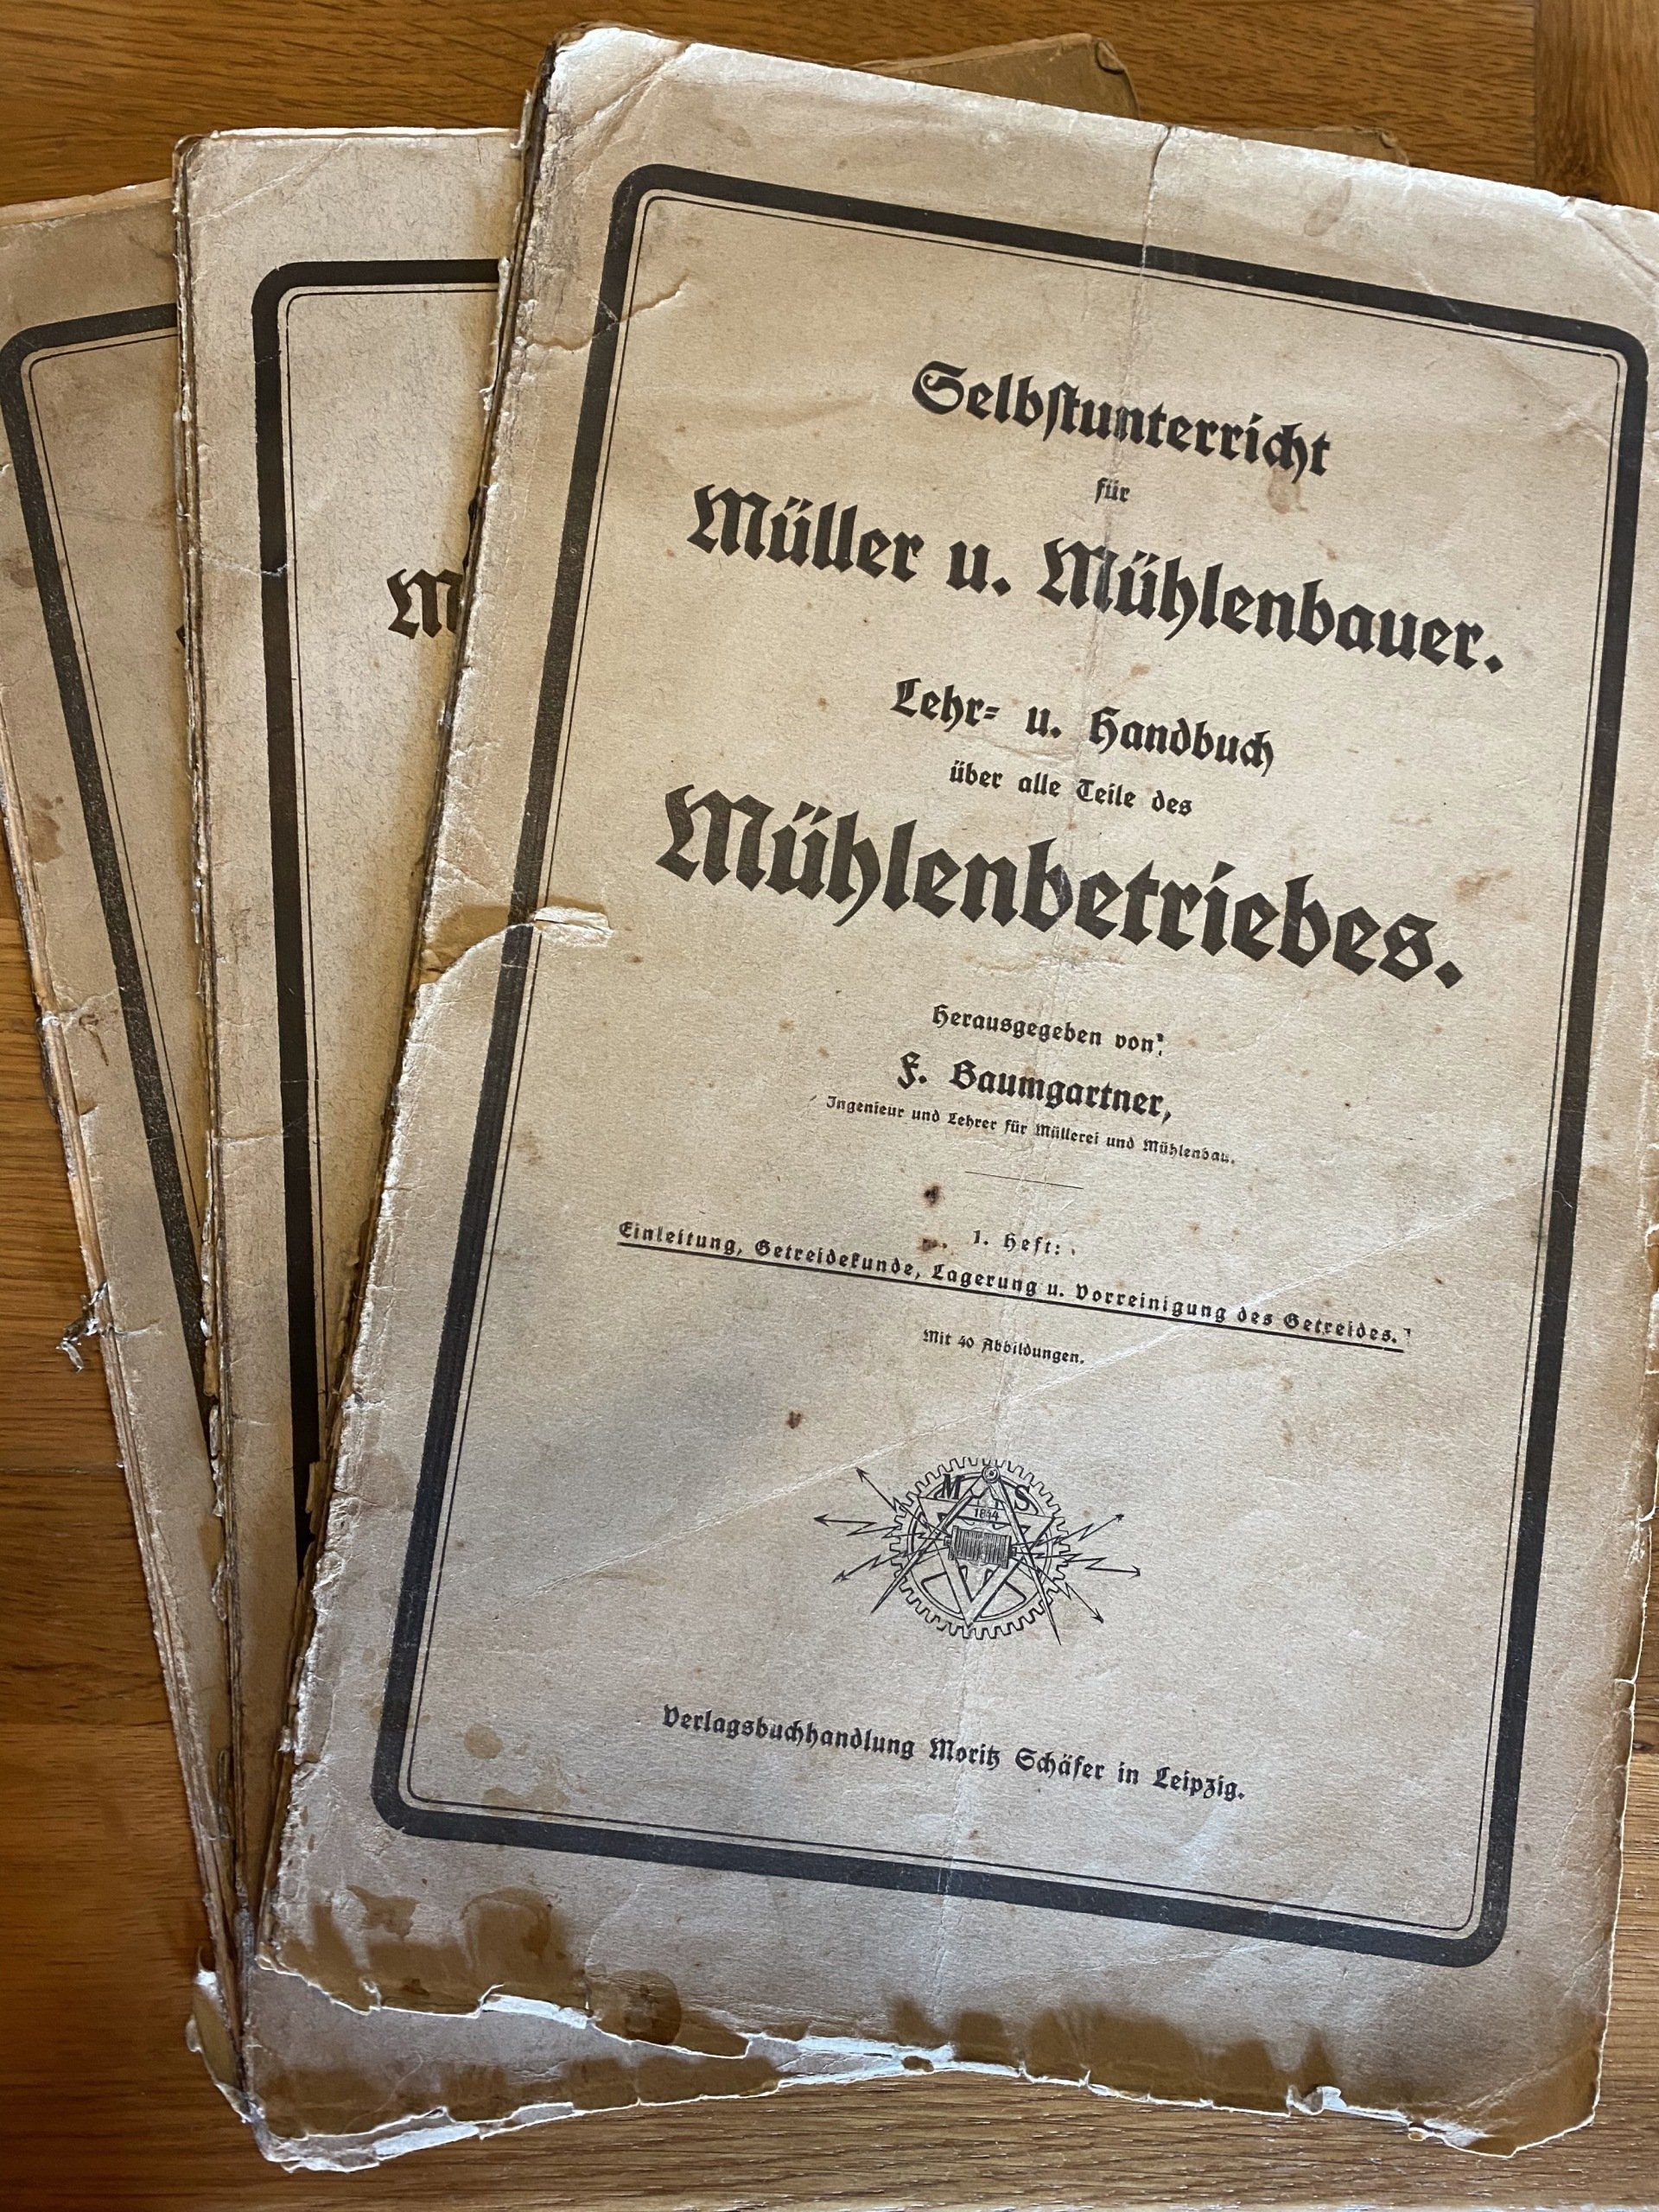 Selbstunterricht
für
Müller u. Mühlenbauer.
Lehr- u. Handbuch
über alle Teile des
Mühlenbetriebes.
Herausgegeben von:
F. Baumgartner,
Ingenieur und Lehrer für Müllerei und Mühlenbau.
1. Heft:
Einleitung, Getreidekunde, Lagerung u. Vorreinigung des Getreides.
Mit 40 Abbildungen.
M S
Verlagsbuchhandlung Moritz Schäfer in Leipzig.
M